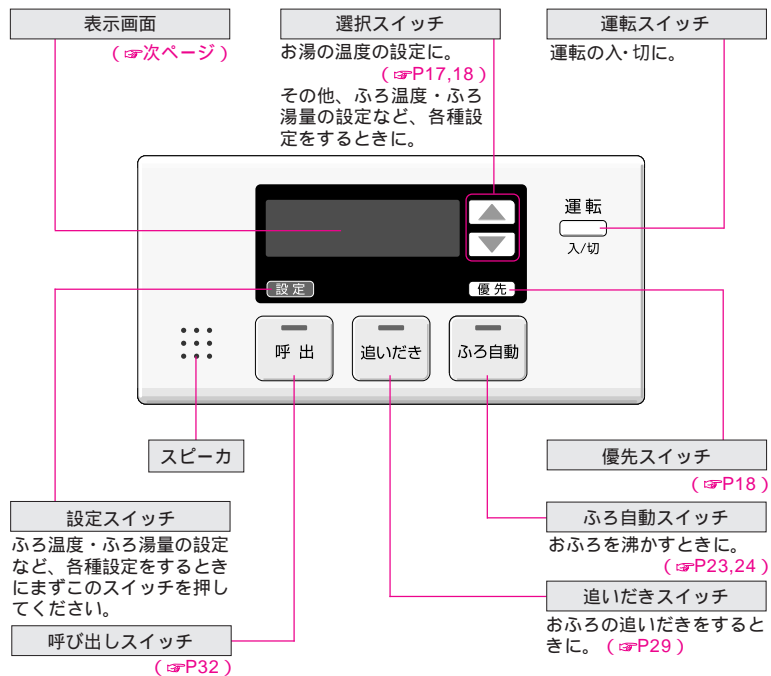 表示画面
(☞次ページ)
選択スイッチ
お湯の温度の設定に。
(☞P17,18)
その他、ふろ温度・ふろ
湯量の設定など、各種設
定をするときに。
運転スイッチ
運転の入・切に。
運転
入/切
設定
優先
呼出
追いだき
ふろ自動
スピーカ
設定スイッチ
ふろ温度・ふろ湯量の設定
など、各種設定をするとき
にまずこのスイッチを押し
てください。
呼び出しスイッチ
(☞P32)
優先スイッチ
(☞P18)
ふろ自動スイッチ
おふろを沸かすときに。
(☞P23,24)
追いだきスイッチ
おふろの追いだきをすると
きに。(☞P29)